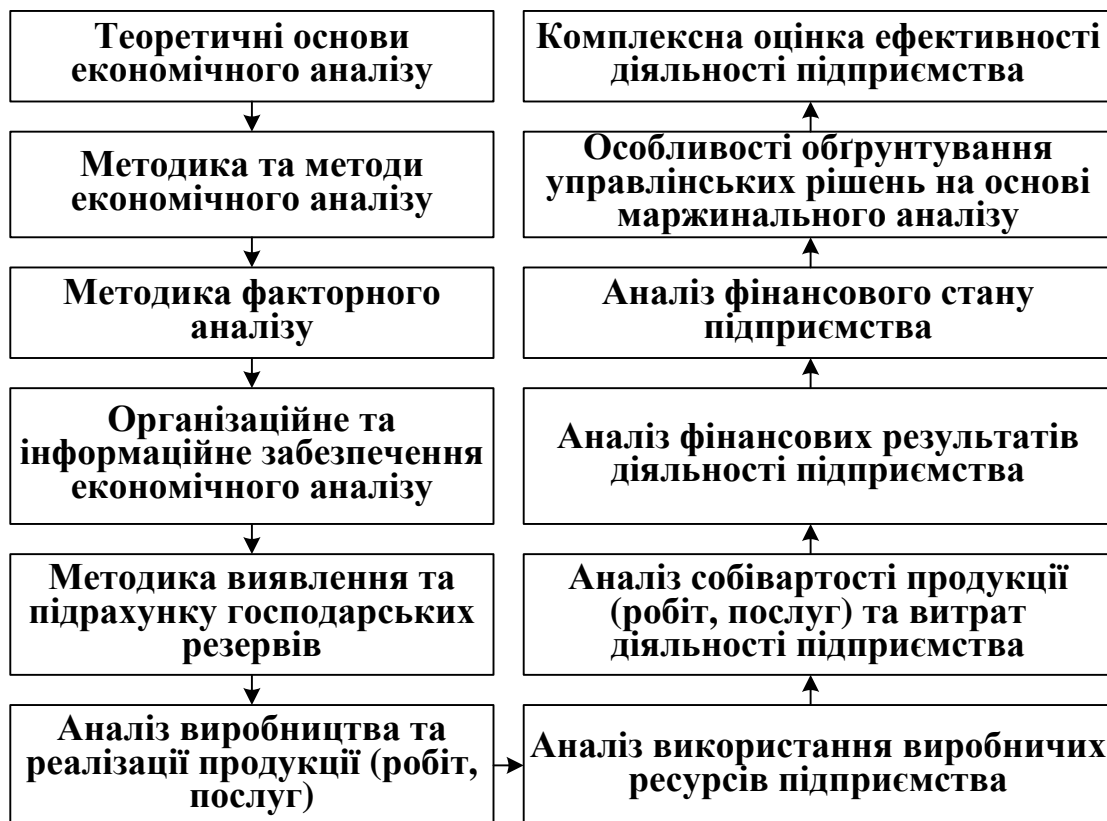 Теоретичні основи
економічного аналізу
Методика та методи
економічного аналізу
Методика факторного
аналізу
Організаційне та
інформаційне забезпечення
економічного аналізу
Методика виявлення та
підрахунку господарських
резервів
Аналіз виробництва та
реалізації продукції (робіт,
послуг)
Аналіз використання виробничих
ресурсів підприємства
Аналіз собівартості продукції
(робіт, послуг) та витрат
діяльності підприємства
Аналіз фінансових результатів
діяльності підприємства
Аналіз фінансового стану
підприємства
Особливості обґрунтування
управлінських рішень на основі
маржинального аналізу
Комплексна оцінка ефективності
діяльності підприємства